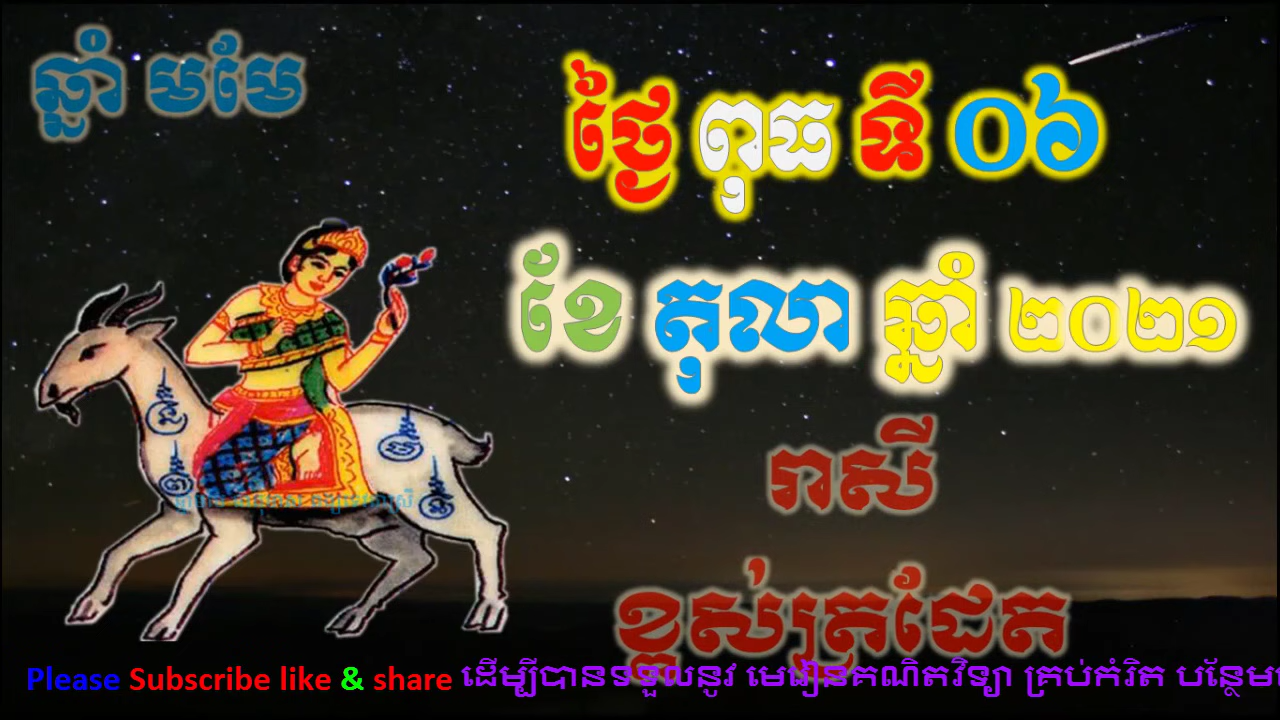 ឆ្នាំ មមែ
ថ្ងៃ ពុធ ទី ០៦
ខែ តុលា ឆ្នាំ ២០២១
រាសី
ខ្ពស់ត្រដែត
Please Subscribe like & share ដើម្បីបានទទួលនូវ មេរៀនគណិតវិទ្យា គ្រប់កំរិត បន្ថែម